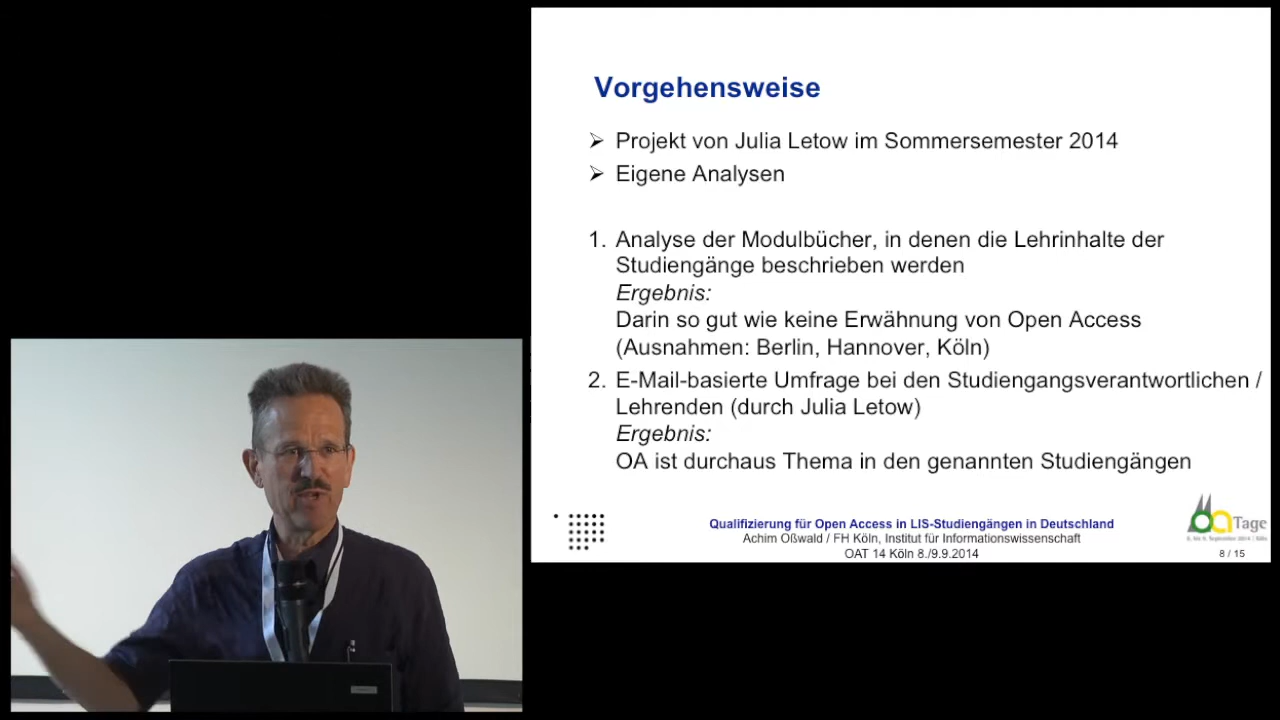 Vorgehensweise
➢ Projekt von Julia Letow im Sommersemester 2014
➢ Eigene Analysen
1. Analyse der Modulbücher, in denen die Lehrinhalte der
Studiengänge beschrieben werden
Ergebnis:
Darin so gut wie keine Erwähnung von Open Access
(Ausnahmen: Berlin, Hannover, Köln)
2. E-Mail-basierte Umfrage bei den Studiengangsverantwortlichen /
Lehrenden (durch Julia Letow)
Ergebnis:
OA ist durchaus Thema in den genannten Studiengängen
Qualifizierung für Open Access in LIS-Studiengängen in Deutschland
Achim Oßwald / FH Köln, Institut für Informationswissenschaft
OAT 14 Köln 8./9.9.2014
oa Tage
8 / 15